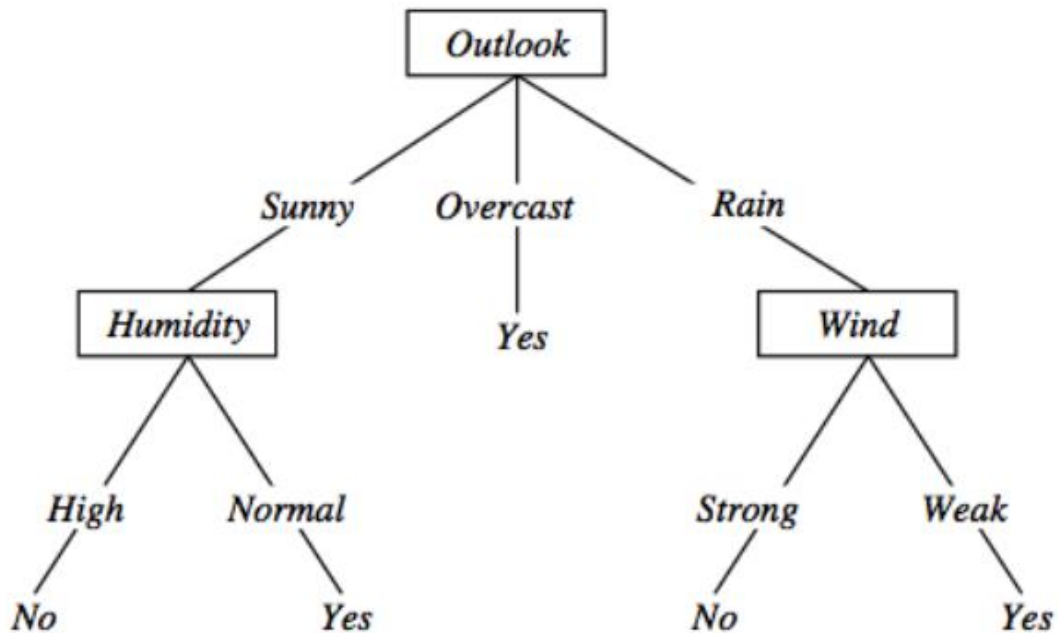 Outlook
Sunny Overcast Rain
Humidity Yes Wind
High Normal Strong Weak
No Yes No Yes